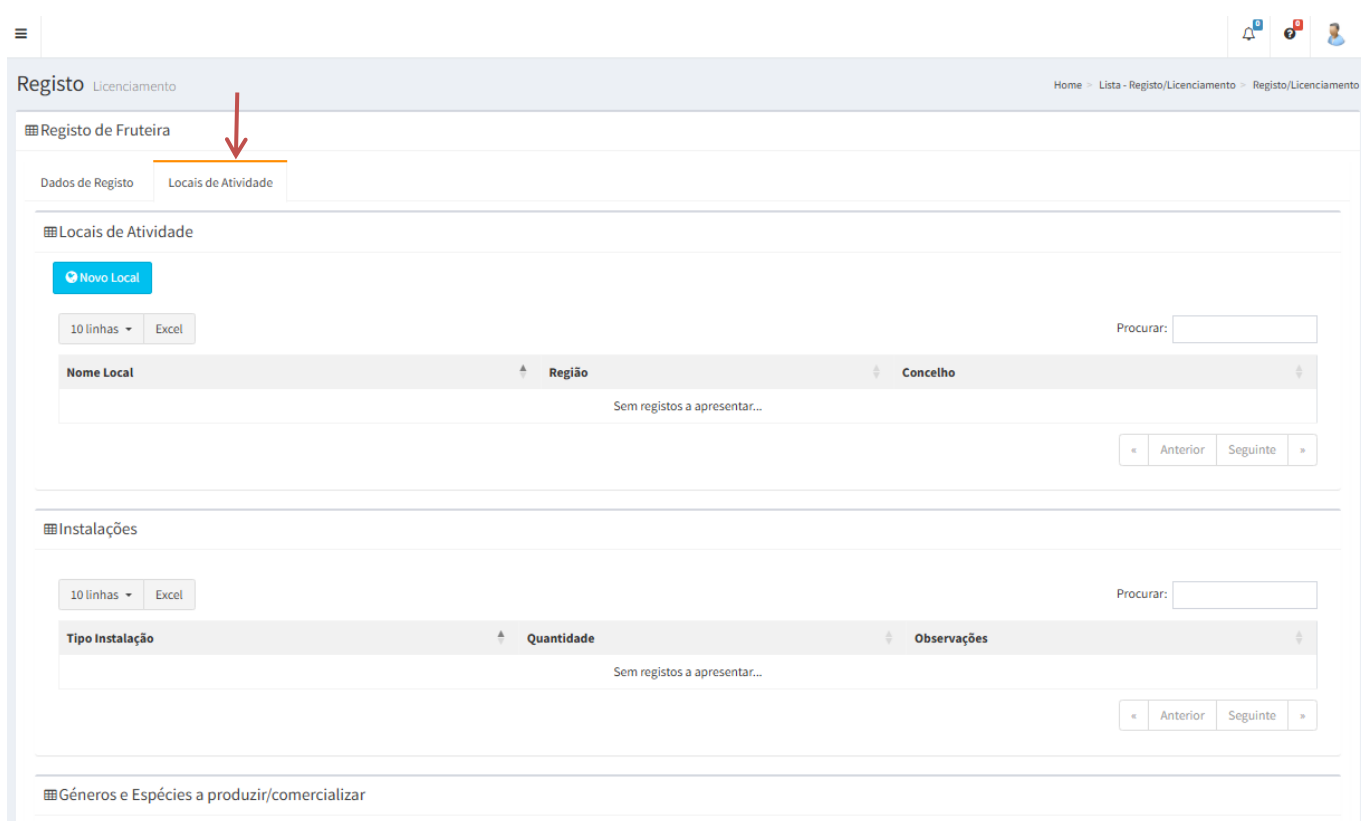 0 0
Registo Licenciamento
Home > Lista - Registo/Licenciamento > Registo/Licenciamento
Registo de Fruteira
Dados de Registo Locais de Atividade
Locais de Atividade
Novo Local
10 linhas Excel Procurar:
Nome Local Região Concelho
Sem registos a apresentar...
« Anterior Seguinte »
Instalações
10 linhas Excel Procurar:
Tipo Instalação Quantidade Observações
Sem registos a apresentar...
« Anterior Seguinte »
Géneros e Espécies a produzir/comercializar